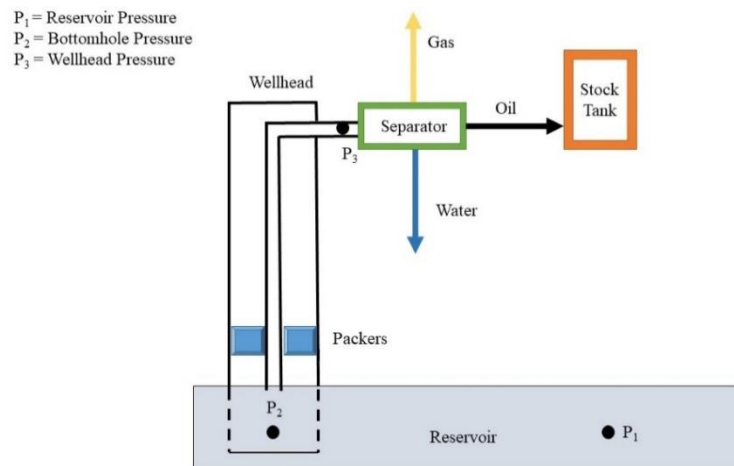 P₁ = Reservoir Pressure
P₂ = Bottomhole Pressure
P₃ = Wellhead Pressure
Gas
Wellhead
Stock
Tank
Oil
Separator
P₃
Water
Packers
P₂
Reservoir
P₁